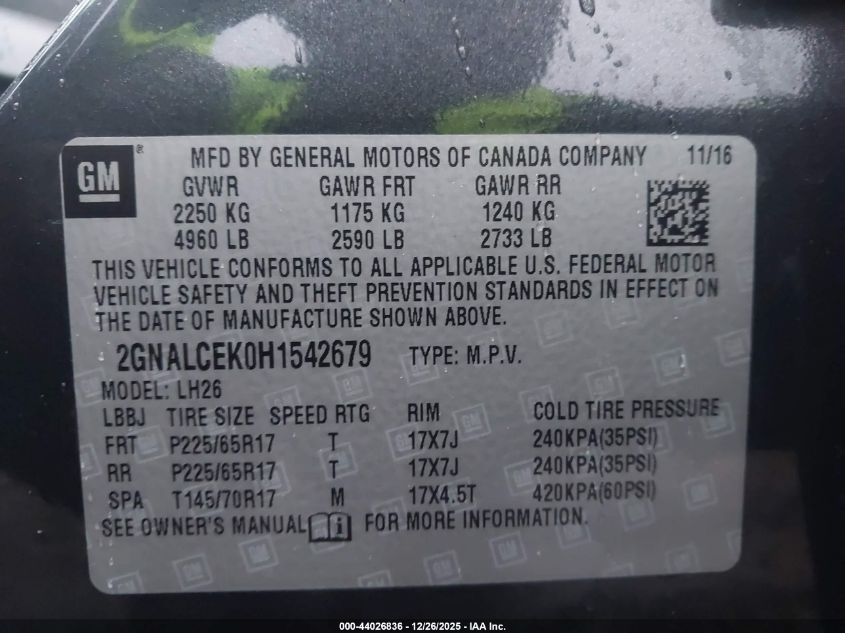 GM ® MFD BY GENERAL MOTORS OF CANADA COMPANY 11/16
GVWR GAWR FRT GAWR RR
2250 KG 1175 KG 1240 KG
4960 LB 2590 LB 2733 LB
THIS VEHICLE CONFORMS TO ALL APPLICABLE U.S. FEDERAL MOTOR
VEHICLE SAFETY AND THEFT PREVENTION STANDARDS IN EFFECT ON
THE DATE OF MANUFACTURE SHOWN ABOVE.
2GNALCEK0H1542679 TYPE: M.P.V.
MODEL: LH26
LBBJ TIRE SIZE SPEED RTG RIM COLD TIRE PRESSURE
FRT P225/65R17 T 17X7J 240KPA(35PSI)
RR P225/65R17 T 17X7J 240KPA(35PSI)
SPA T145/70R17 M 17X4.5T 420KPA(60PSI)
SEE OWNER'S MANUAL i FOR MORE INFORMATION.
000-44026836 - 12/26/2025 - IAA Inc.